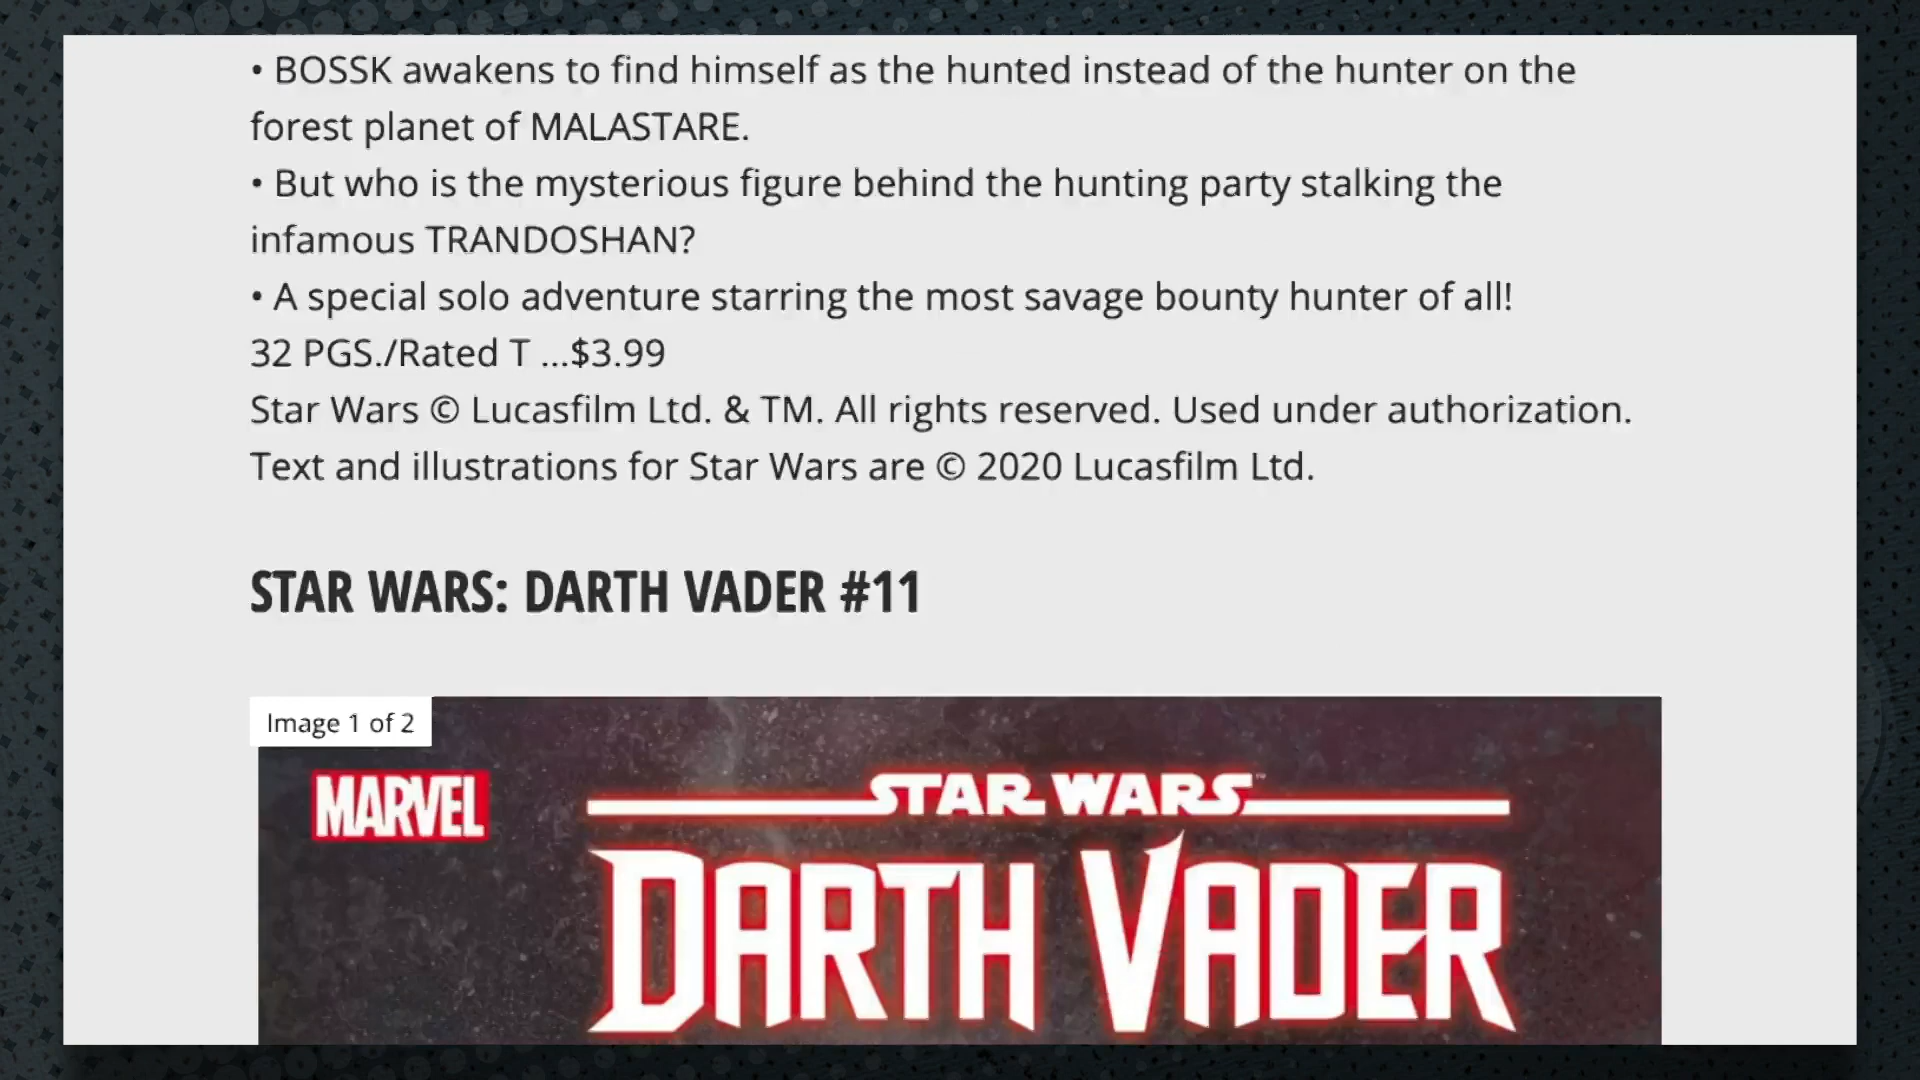 • BOSSK awakens to find himself as the hunted instead of the hunter on the
forest planet of MALASTARE.
• But who is the mysterious figure behind the hunting party stalking the
infamous TRANDOSHAN?
• A special solo adventure starring the most savage bounty hunter of all!
32 PGS./Rated T ...$3.99
Star Wars © Lucasfilm Ltd. & TM. All rights reserved. Used under authorization.
Text and illustrations for Star Wars are © 2020 Lucasfilm Ltd.
STAR WARS: DARTH VADER #11
Image 1 of 2
MARVEL
STAR WARS™
DARTH VADER